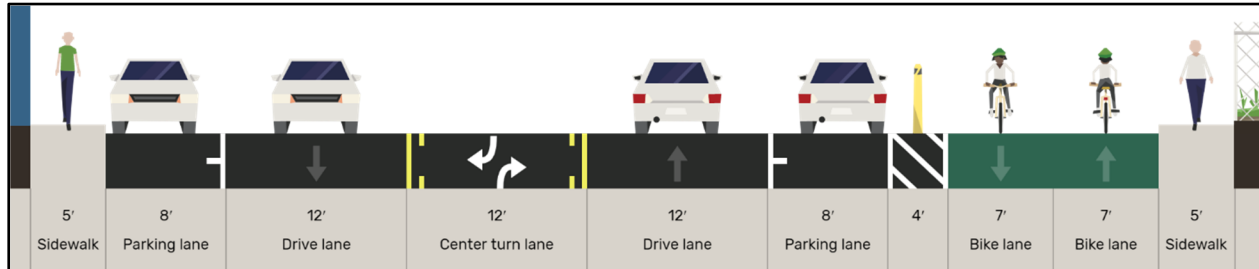 5′ 8′ 12′ 12′ 12′ 8′ 4′ 7′ 7′ 5′
Sidewalk Parking lane Drive lane Center turn lane Drive lane Parking lane Bike lane Bike lane Sidewalk